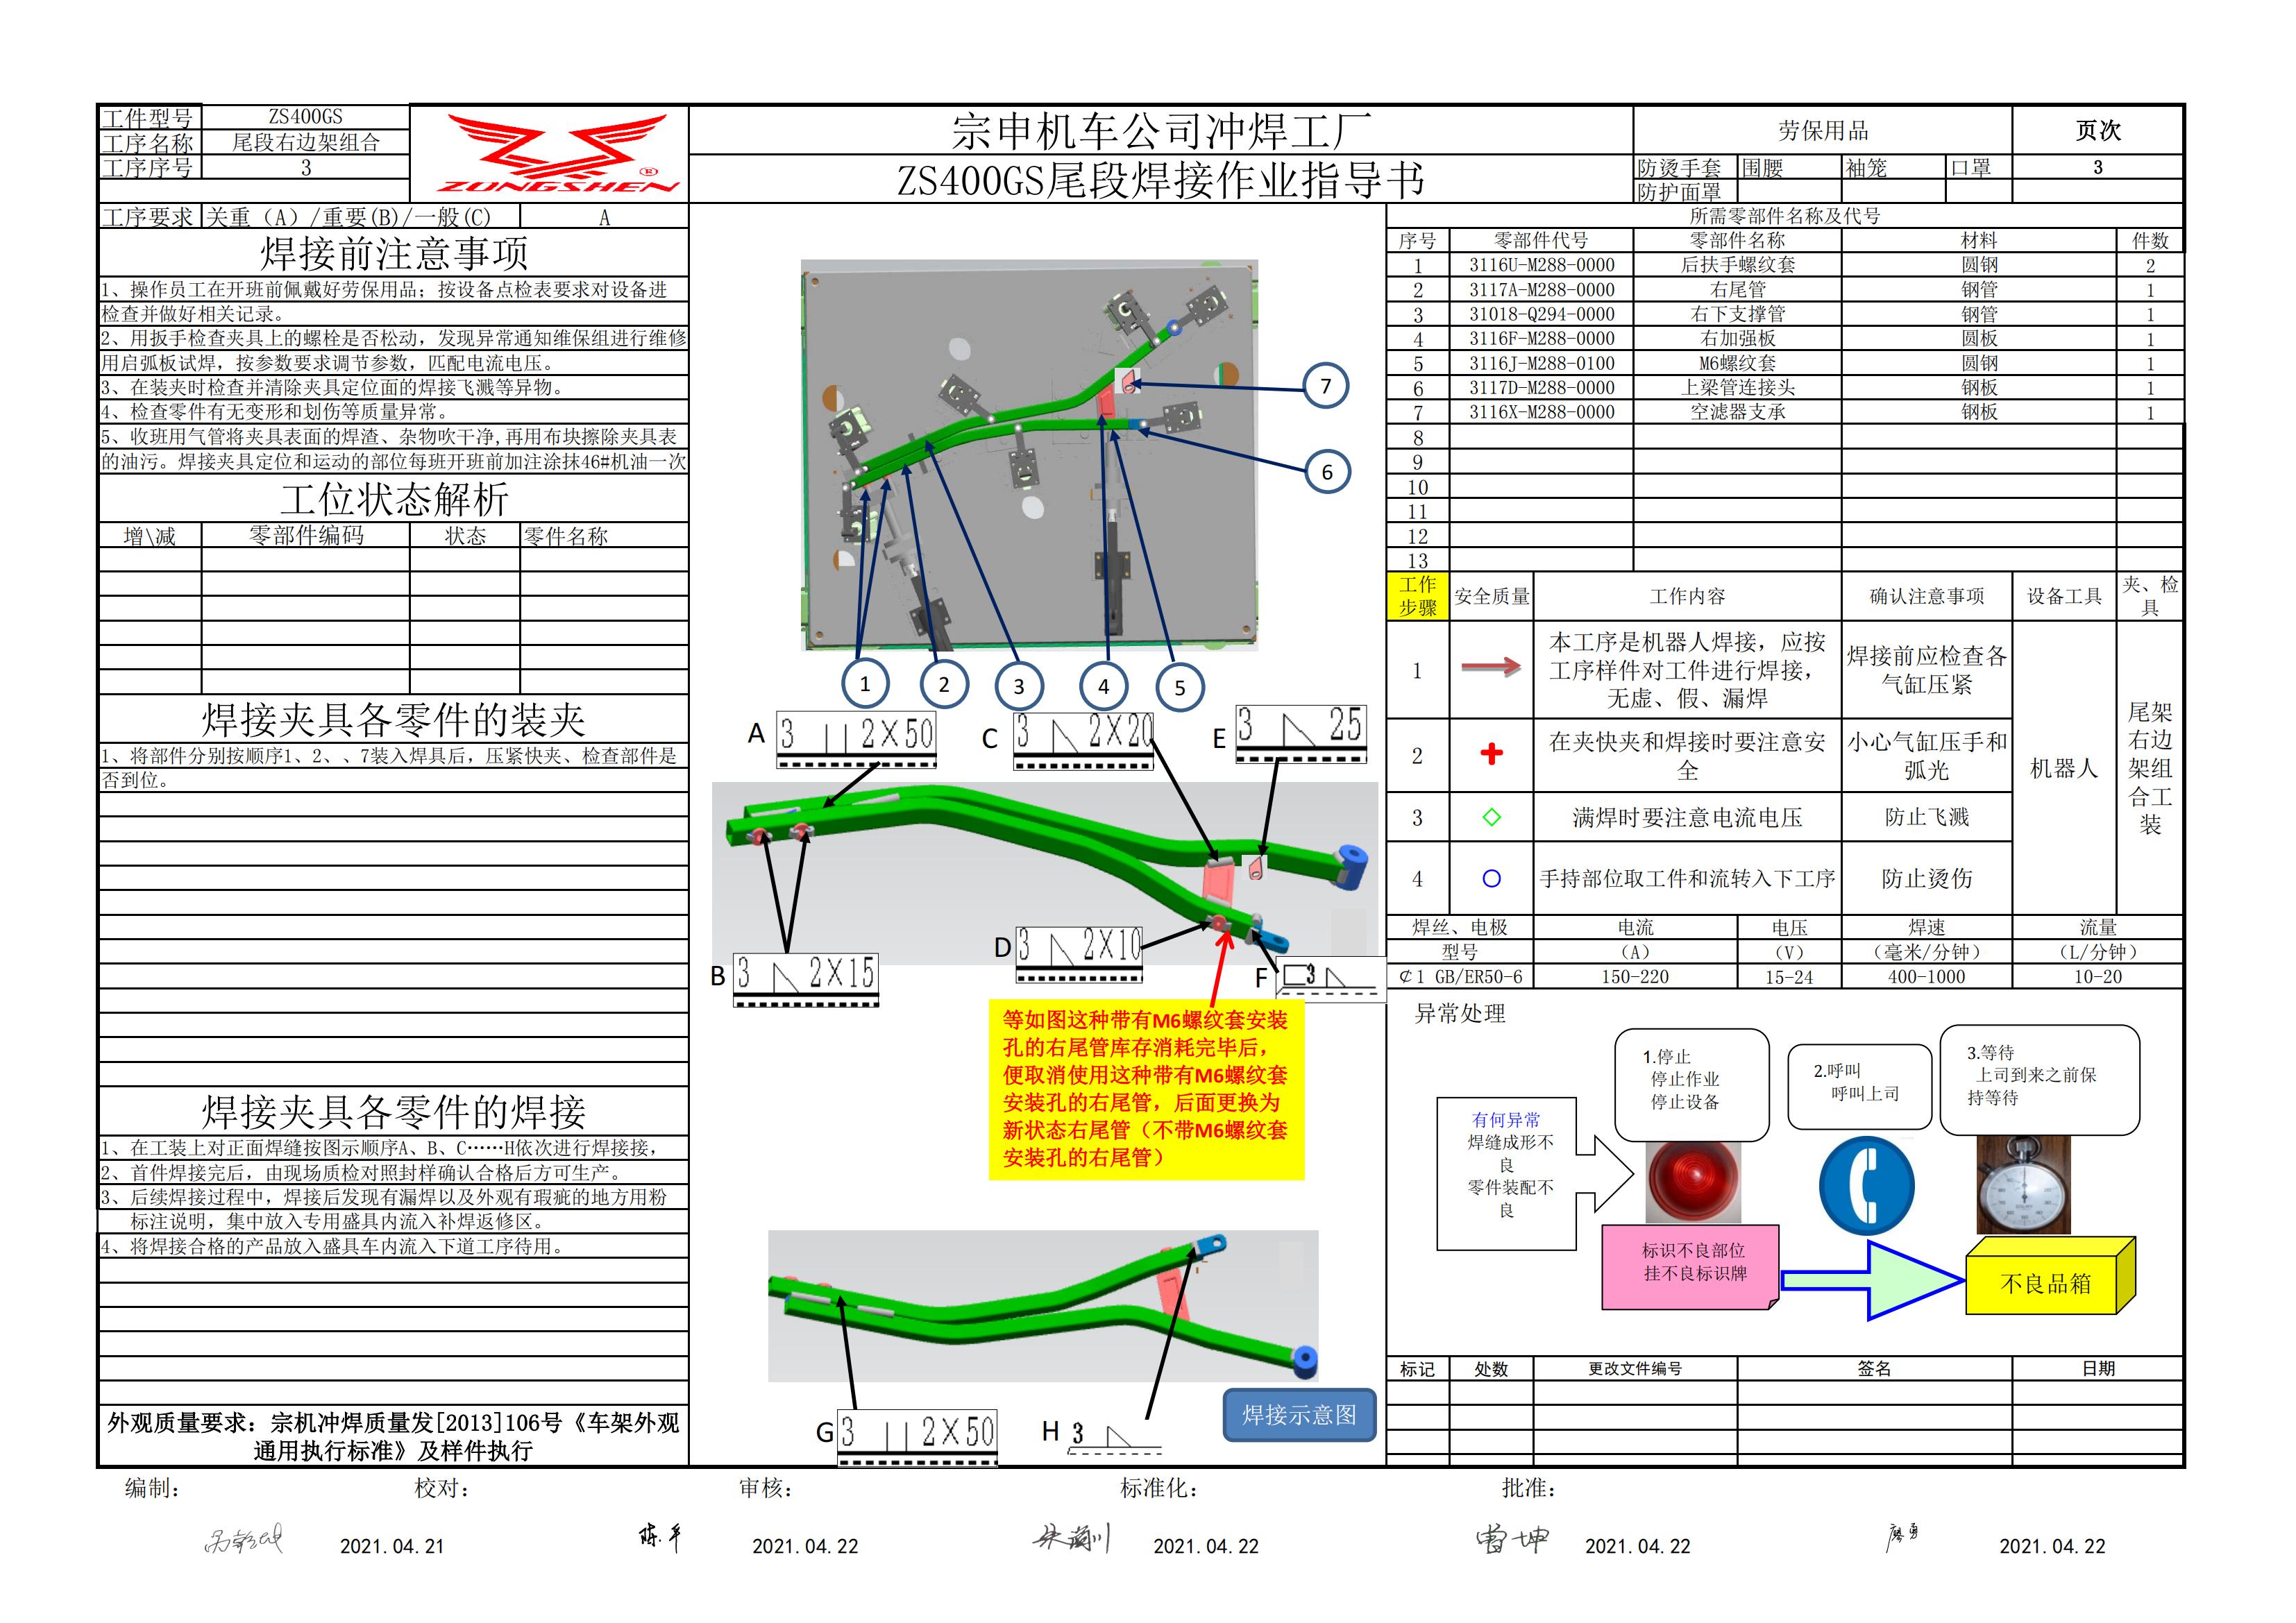 工件型号 ZS400GS
工序名称 尾段右边架组合
工序序号 3
ZONGSHEN ®
宗申机车公司冲焊工厂
ZS400GS尾段焊接作业指导书
劳保用品 页次
防烫手套 围腰 袖笼 口罩 3
防护面罩
工序要求 关重（A）/重要(B)/一般(C) A
焊接前注意事项
1、操作员工在开班前佩戴好劳保用品；按设备点检表要求对设备进
检查并做好相关记录。
2、用扳手检查夹具上的螺栓是否松动，发现异常通知维保组进行维修
用启弧板试焊，按参数要求调节参数，匹配电流电压。
3、在装夹时检查并清除夹具定位面的焊接飞溅等异物。
4、检查零件有无变形和划伤等质量异常。
5、收班用气管将夹具表面的焊渣、杂物吹干净,再用布块擦除夹具表
的油污。焊接夹具定位和运动的部位每班开班前加注涂抹46#机油一次
工位状态解析
增\减 零部件编码 状态 零件名称
焊接夹具各零件的装夹
1、将部件分别按顺序1、2、、7装入焊具后，压紧快夹、检查部件是
否到位。
焊接夹具各零件的焊接
1、在工装上对正面焊缝按图示顺序A、B、C……H依次进行焊接接，
2、首件焊接完后，由现场质检对照封样确认合格后方可生产。
3、后续焊接过程中，焊接后发现有漏焊以及外观有瑕疵的地方用粉
标注说明，集中放入专用盛具内流入补焊返修区。
4、将焊接合格的产品放入盛具车内流入下道工序待用。
外观质量要求：宗机冲焊质量发[2013]106号《车架外观
通用执行标准》及样件执行
7
6
1 2 3 4 5
A 3 2×50
C 3 2×20
E 3 25
B 3 2×15
D 3 2×10
F 3
等如图这种带有M6螺纹套安装
孔的右尾管库存消耗完毕后，
便取消使用这种带有M6螺纹套
安装孔的右尾管，后面更换为
新状态右尾管（不带M6螺纹套
安装孔的右尾管）
G 3 2×50
H 3
焊接示意图
所需零部件名称及代号
序号 零部件代号 零部件名称 材料 件数
1 3116U-M288-0000 后扶手螺纹套 圆钢 2
2 3117A-M288-0000 右尾管 钢管 1
3 31018-Q294-0000 右下支撑管 钢管 1
4 3116F-M288-0000 右加强板 圆板 1
5 3116J-M288-0100 M6螺纹套 圆钢 1
6 3117D-M288-0000 上梁管连接头 钢板 1
7 3116X-M288-0000 空滤器支承 钢板 1
8
9
10
11
12
13
工作步骤 安全质量 工作内容 确认注意事项 设备工具 夹、检具
1 本工序是机器人焊接，应按工序样件对工件进行焊接，无虚、假、漏焊 焊接前应检查各气缸压紧
2 在夹快夹和焊接时要注意安全 小心气缸压手和弧光
3 满焊时要注意电流电压 防止飞溅
4 手持部位取工件和流转入下工序 防止烫伤
机器人
尾架右边架组合工装
焊丝、电极 电流 电压 焊速 流量
型号 （A） （V） （毫米/分钟） （L/分钟）
￠1 GB/ER50-6 150-220 15-24 400-1000 10-20
异常处理
有何异常
焊缝成形不
良
零件装配不
良
1.停止
停止作业
停止设备
2.呼叫
呼叫上司
3.等待
上司到来之前保
持等待
标识不良部位
挂不良标识牌
不良品箱
标记 处数 更改文件编号 签名 日期
编制： 校对： 审核： 标准化： 批准：
2021.04.21 陈平 2021.04.22 2021.04.22 雷坤 2021.04.22 廖勇 2021.04.22